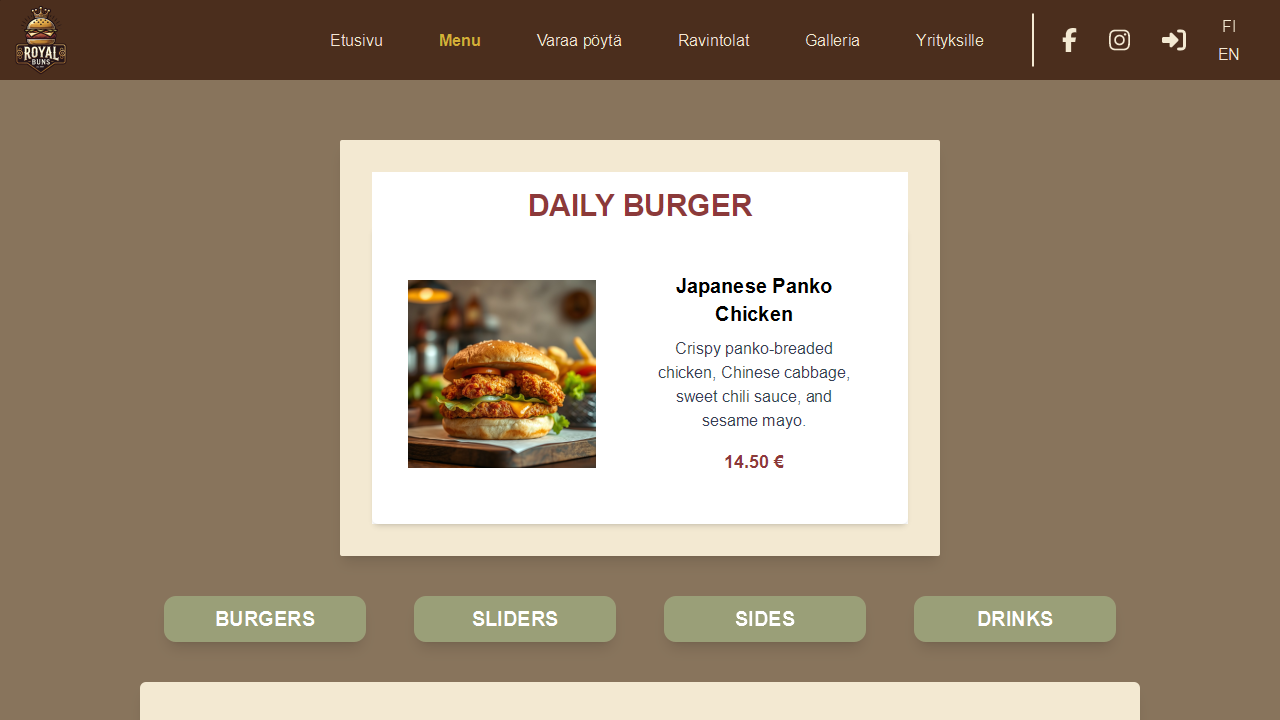 ROYAL
BUNS
Etusivu
Menu
Varaa pöytä
Ravintolat
Galleria
Yrityksille
FI
EN
DAILY BURGER
Japanese Panko
Chicken
Crispy panko-breaded
chicken, Chinese cabbage,
sweet chili sauce, and
sesame mayo.
14.50 €
BURGERS
SLIDERS
SIDES
DRINKS